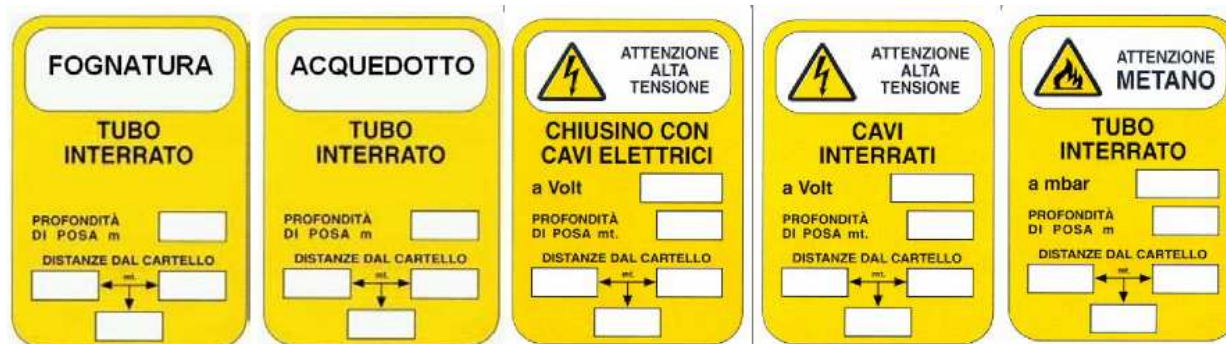 FOGNATURA
TUBO
INTERRATO
PROFONDITÀ
DI POSA m
DISTANZE DAL CARTELLO
mt.
ACQUEDOTTO
TUBO
INTERRATO
PROFONDITÀ
DI POSA m
DISTANZE DAL CARTELLO
mt.
ATTENZIONE
ALTA
TENSIONE
CHIUSINO CON
CAVI ELETTRICI
a Volt
PROFONDITÀ
DI POSA mt.
DISTANZE DAL CARTELLO
mt.
ATTENZIONE
ALTA
TENSIONE
CAVI
INTERRATI
a Volt
PROFONDITÀ
DI POSA mt.
DISTANZE DAL CARTELLO
mt.
ATTENZIONE
METANO
TUBO
INTERRATO
a mbar
PROFONDITÀ
DI POSA m
DISTANZE DAL CARTELLO
mt.